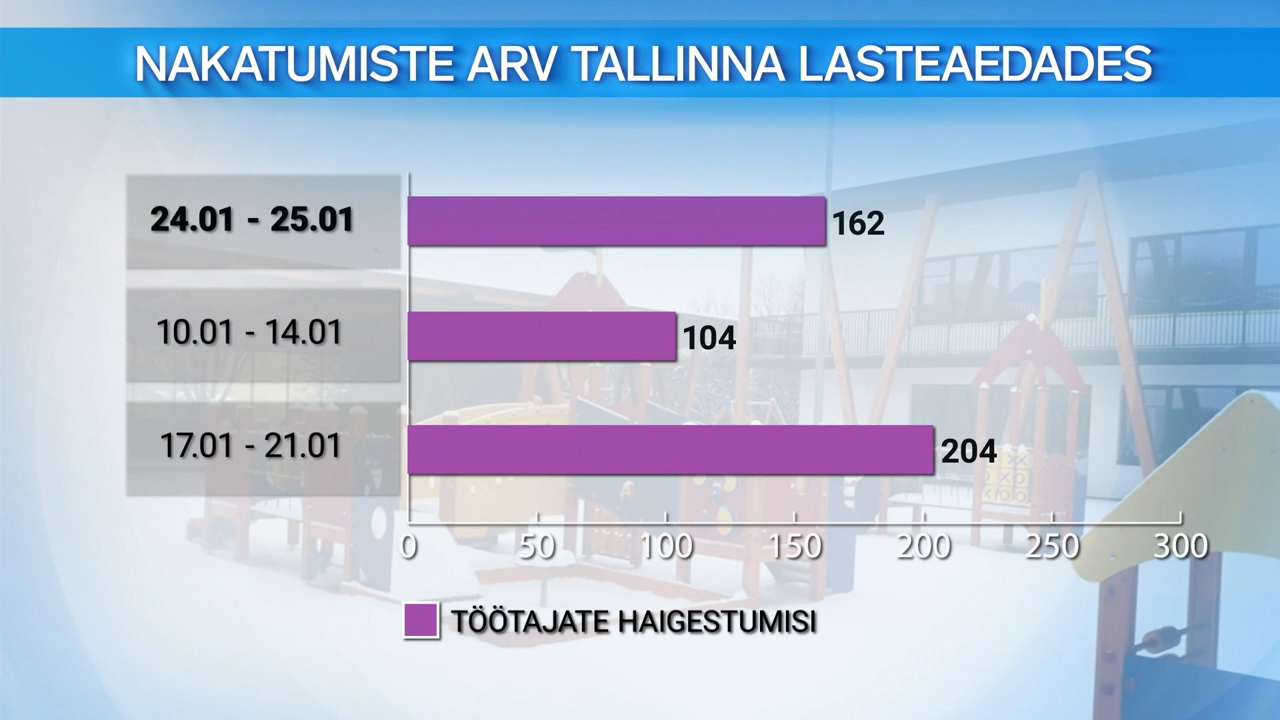 NAKATUMISTE ARV TALLINNA LASTEAEDADES
24.01 - 25.01
162
10.01 - 14.01
104
17.01 - 21.01
204
0 50 100 150 200 250 300
TÖÖTAJATE HAIGESTUMISI